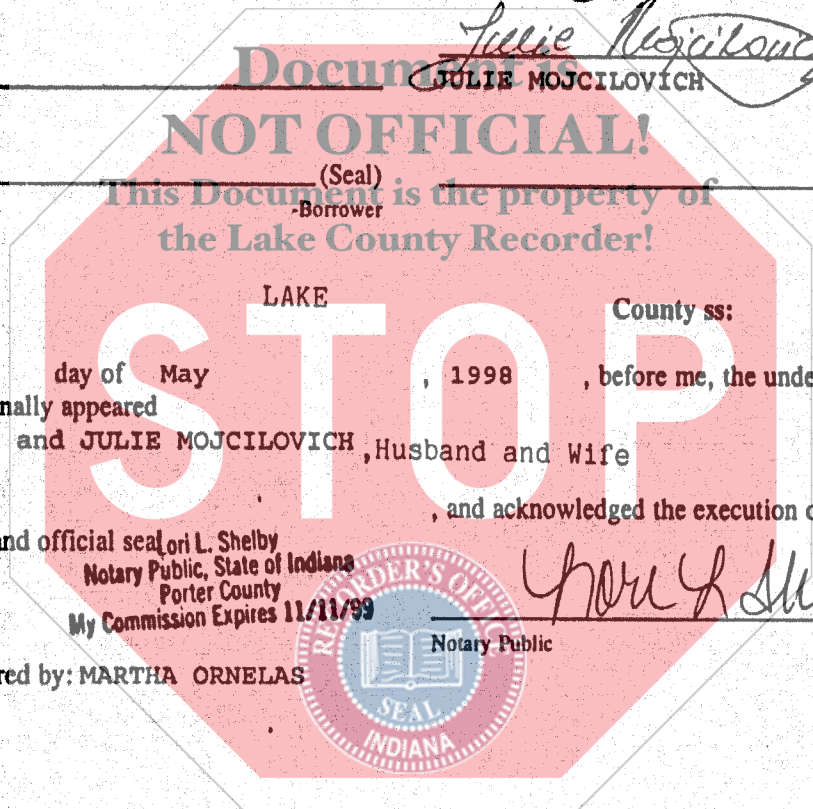 Julie Mojcilovich
JULIE MOJCILOVICH
Document is
NOT OFFICIAL!
(Seal)
-Borrower
This Document is the property of
the Lake County Recorder!
LAKE County ss:
STOP
day of May , 1998 , before me, the unde
nally appeared
and JULIE MOJCILOVICH , Husband and Wife
, and acknowledged the execution o
nd official seal
Lori L. Shelby
Notary Public, State of Indiana
Porter County
My Commission Expires 11/11/99
Lori L Sh
Notary Public
red by: MARTHA ORNELAS
RECORDER'S OFFICE
SEAL
INDIANA